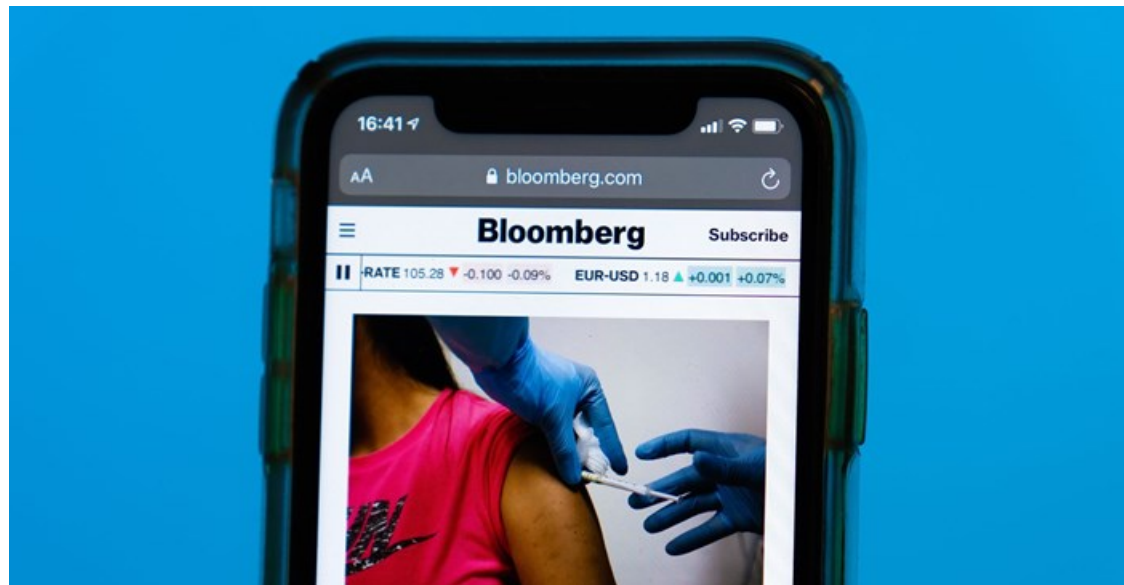 16:41
AA bloomberg.com
Bloomberg Subscribe
-RATE 105.28 ▼ -0.100 -0.09% EUR-USD 1.18 ▲ +0.001 +0.07%